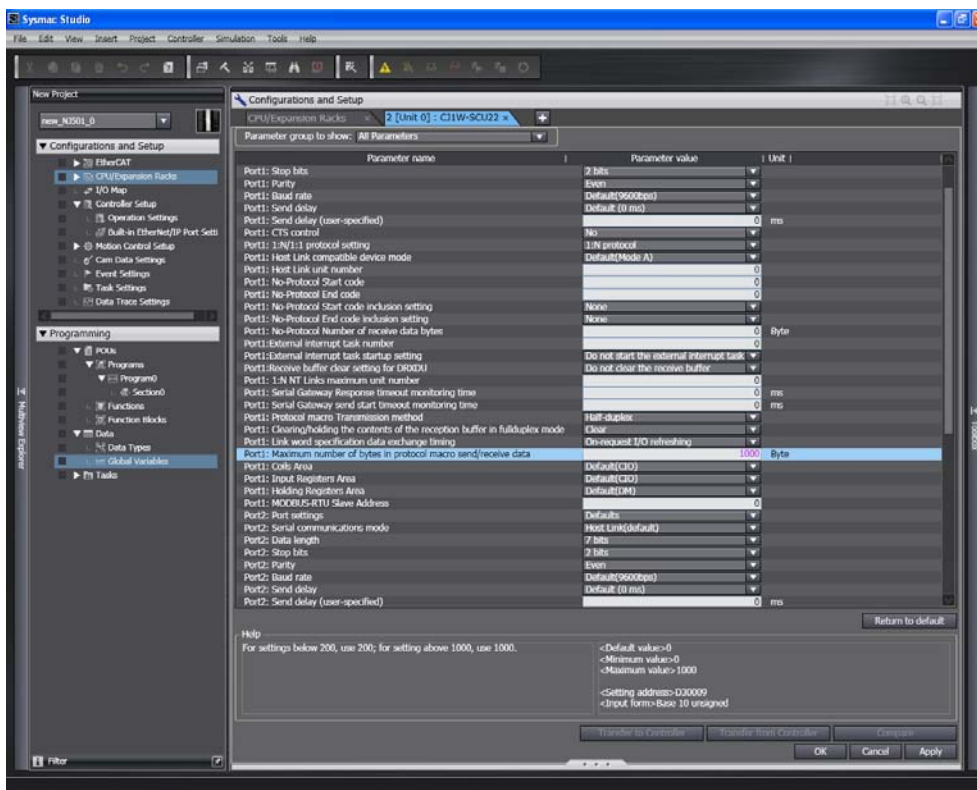 Sysmac Studio
File Edit View Insert Project Controller Simulation Tools Help
New Project
new_NJ501_0
Configurations and Setup
EtherCAT
CPU/Expansion Racks
I/O Map
Controller Setup
Operation Settings
Built-in EtherNet/IP Port Setti
Motion Control Setup
Cam Data Settings
Event Settings
Task Settings
Data Trace Settings
Programming
POUs
Programs
Program0
Section0
Functions
Function Blocks
Data
Data Types
Global Variables
Tasks
Filter
Multiview Explorer
Configurations and Setup
CPU/Expansion Racks × 2 [Unit 0] : CJ1W-SCU22 ×
Parameter group to show: All Parameters
Parameter name Parameter value Unit
Port1: Stop bits 2 bits
Port1: Parity Even
Port1: Baud rate Default(9600bps)
Port1: Send delay Default (0 ms)
Port1: Send delay (user-specified) 0 ms
Port1: CTS control No
Port1: 1:N/1:1 protocol setting 1:N protocol
Port1: Host Link compatible device mode Default(Mode A)
Port1: Host Link unit number 0
Port1: No-Protocol Start code 0
Port1: No-Protocol End code 0
Port1: No-Protocol Start code inclusion setting None
Port1: No-Protocol End code inclusion setting None
Port1: No-Protocol Number of receive data bytes 0 Byte
Port1:External interrupt task number 0
Port1:External interrupt task startup setting Do not start the external interrupt task
Port1:Receive buffer clear setting for DRXDU Do not clear the receive buffer
Port1: 1:N NT Links maximum unit number 0
Port1: Serial Gateway Response timeout monitoring time 0 ms
Port1: Serial Gateway send start timeout monitoring time 0 ms
Port1: Protocol macro Transmission method Half-duplex
Port1: Clearing/holding the contents of the reception buffer in fullduplex mode Clear
Port1: Link word specification data exchange timing On-request I/O refreshing
Port1: Maximum number of bytes in protocol macro send/receive data 1000 Byte
Port1: Coils Area Default(CIO)
Port1: Input Registers Area Default(CIO)
Port1: Holding Registers Area Default(DM)
Port1: MODBUS-RTU Slave Address 0
Port2: Port settings Defaults
Port2: Serial communications mode Host Link(default)
Port2: Data length 7 bits
Port2: Stop bits 2 bits
Port2: Parity Even
Port2: Baud rate Default(9600bps)
Port2: Send delay Default (0 ms)
Port2: Send delay (user-specified) 0 ms
Return to default
Help
For settings below 200, use 200; for setting above 1000, use 1000.
<Default value>0
<Minimum value>0
<Maximum value>1000
<Setting address>D30009
<Input form>Base 10 unsigned
Transfer to Controller Transfer from Controller Compare
OK Cancel Apply